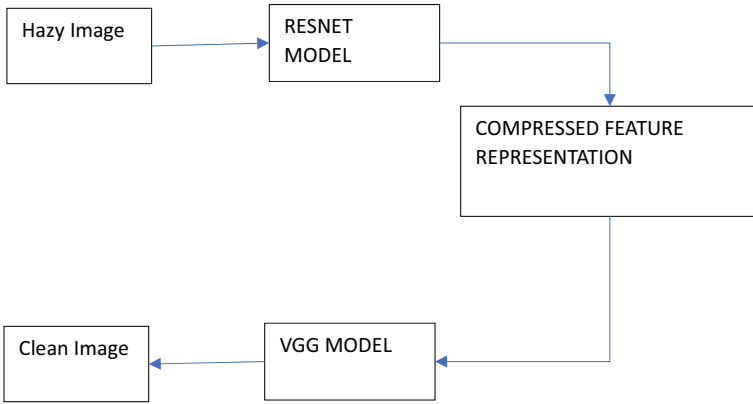 Hazy Image
RESNET
MODEL
COMPRESSED FEATURE
REPRESENTATION
Clean Image
VGG MODEL